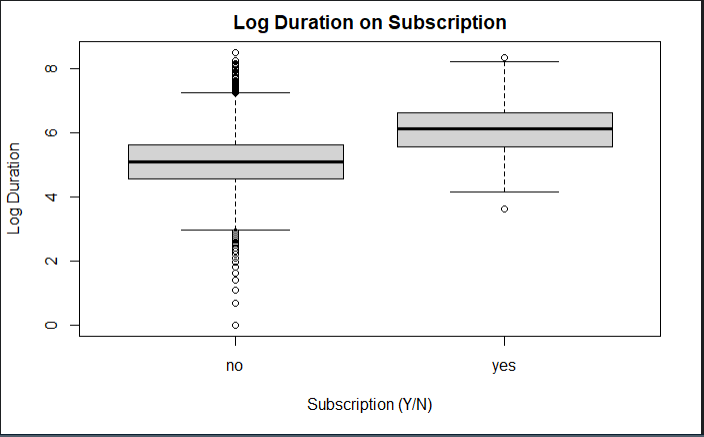 Log Duration on Subscription
Log Duration
8
6
4
2
0
no yes
Subscription (Y/N)